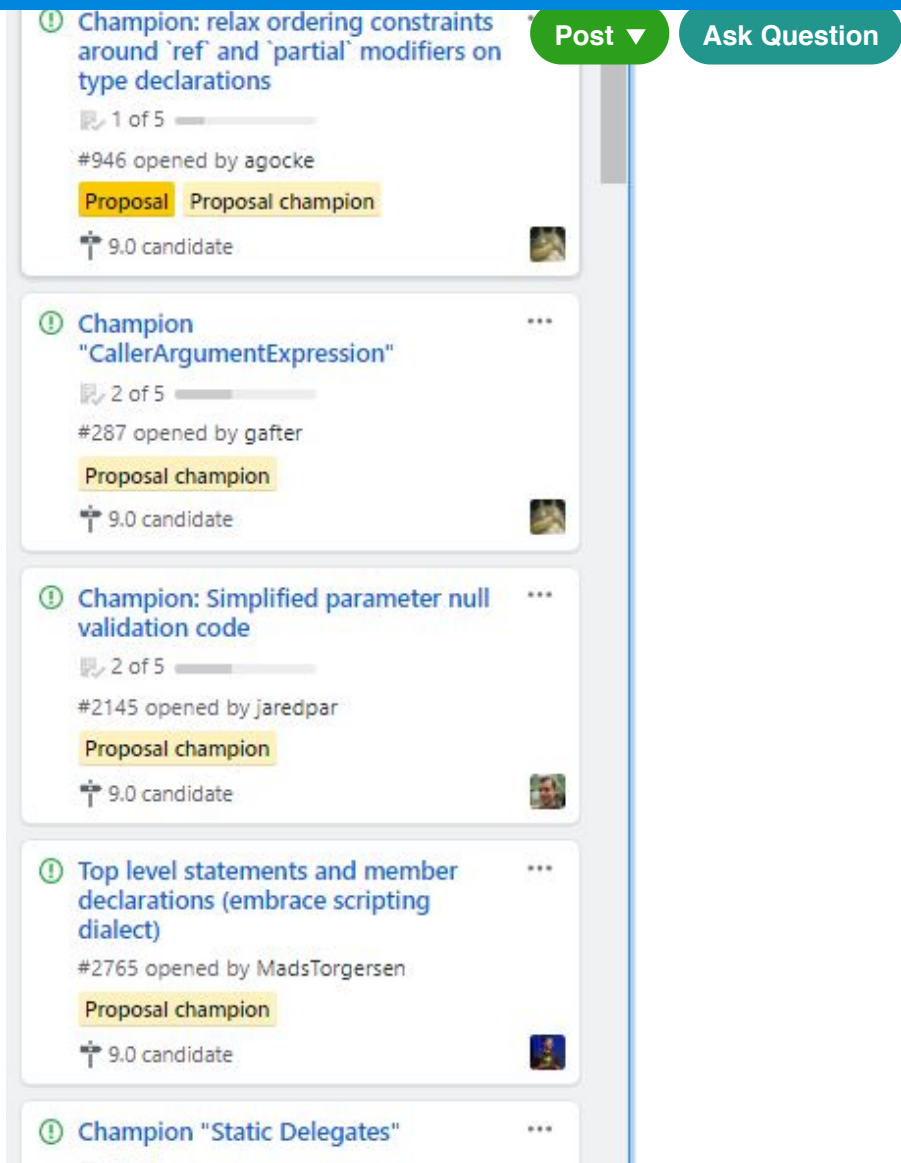 Champion: relax ordering constraints
around `ref` and `partial` modifiers on
type declarations
Post ▼
Ask Question
1 of 5
#946 opened by agocke
Proposal Proposal champion
9.0 candidate
Champion
"CallerArgumentExpression"
2 of 5
#287 opened by gafter
Proposal champion
9.0 candidate
Champion: Simplified parameter null
validation code
2 of 5
#2145 opened by jaredpar
Proposal champion
9.0 candidate
Top level statements and member
declarations (embrace scripting
dialect)
#2765 opened by MadsTorgersen
Proposal champion
9.0 candidate
Champion "Static Delegates"